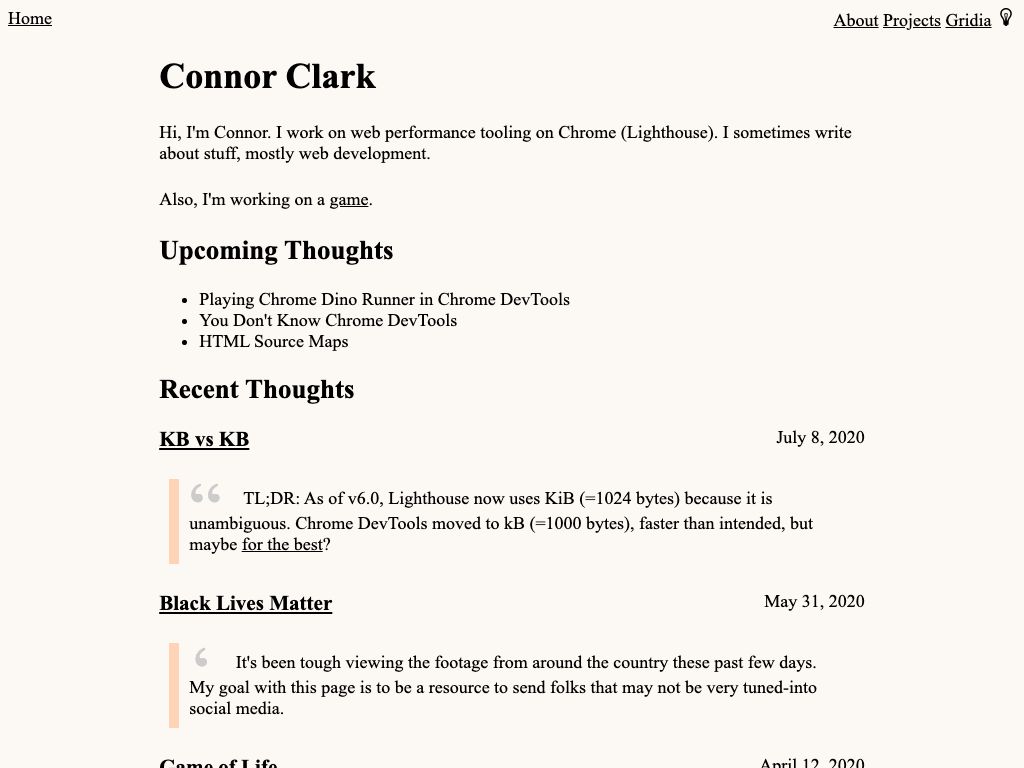 Home
About Projects Gridia
Connor Clark
Hi, I'm Connor. I work on web performance tooling on Chrome (Lighthouse). I sometimes write
about stuff, mostly web development.
Also, I'm working on a game.
Upcoming Thoughts
• Playing Chrome Dino Runner in Chrome DevTools
• You Don't Know Chrome DevTools
• HTML Source Maps
Recent Thoughts
KB vs KB
July 8, 2020
“ TL;DR: As of v6.0, Lighthouse now uses KiB (=1024 bytes) because it is
unambiguous. Chrome DevTools moved to kB (=1000 bytes), faster than intended, but
maybe for the best?
Black Lives Matter
May 31, 2020
‘ It's been tough viewing the footage from around the country these past few days.
My goal with this page is to be a resource to send folks that may not be very tuned-into
social media.
Game of Life
April 12, 2020